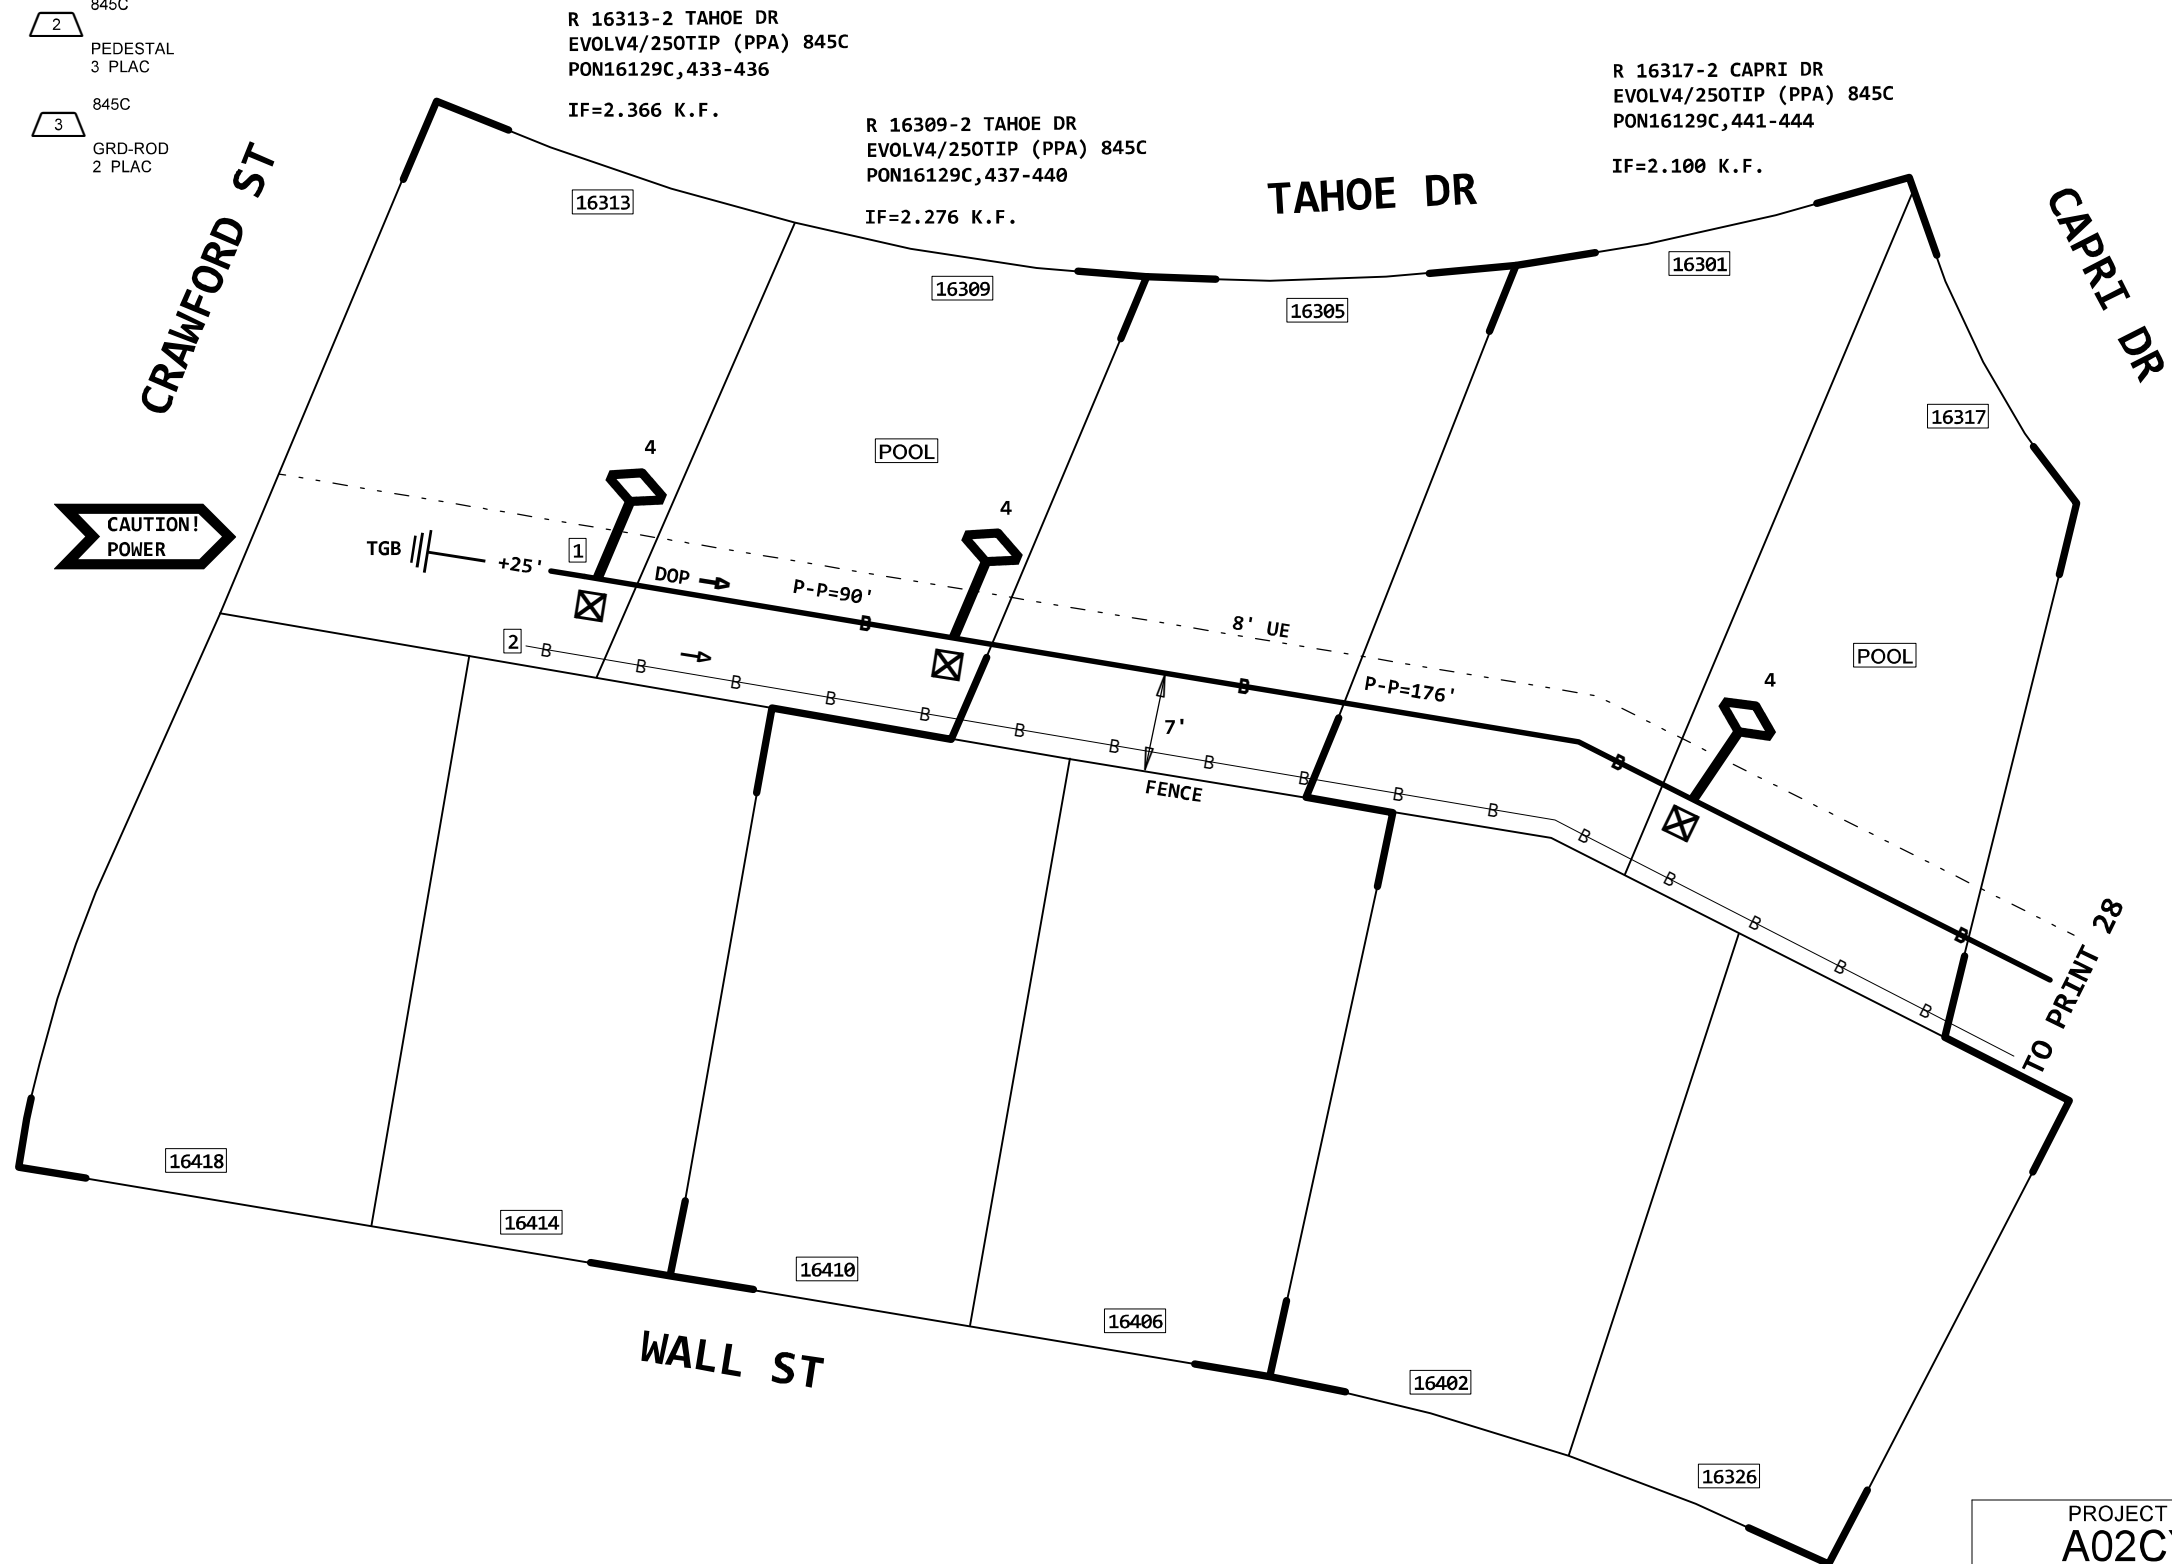 845C
2
PEDESTAL
3 PLAC
845C
3
GRD-ROD
2 PLAC
R 16313-2 TAHOE DR
EVOLV4/250TIP (PPA) 845C
PON16129C,433-436
IF=2.366 K.F.
R 16309-2 TAHOE DR
EVOLV4/250TIP (PPA) 845C
PON16129C,437-440
IF=2.276 K.F.
R 16317-2 CAPRI DR
EVOLV4/250TIP (PPA) 845C
PON16129C,441-444
IF=2.100 K.F.
CRAWFORD ST
TAHOE DR
CAPRI DR
16313
16309
16305
16301
16317
POOL
4
4
CAUTION!
POWER
TGB
+25'
1
DOP
P-P=90'
B
8' UE
POOL
2
B B B B B B B B B B B B B B B B
B
P-P=176'
4
7'
FENCE
B
B
TO PRINT 28
16418
16414
16410
16406
16402
16326
WALL ST
PROJECT
A02C